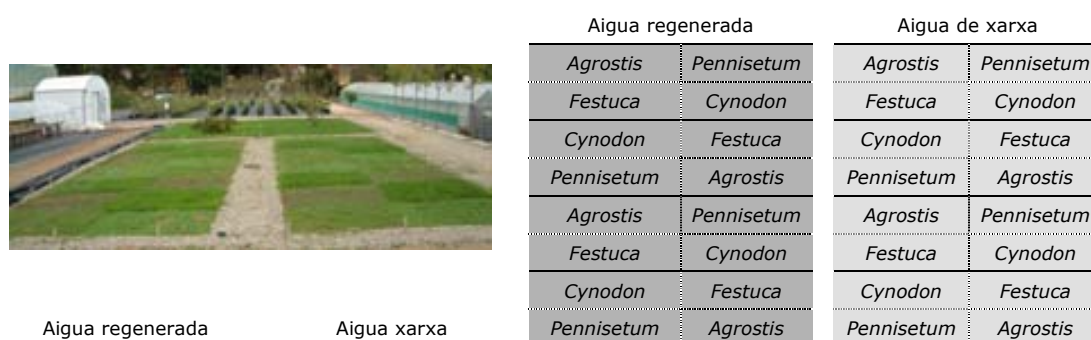 Aigua regenerada Aigua de xarxa
Agrostis Pennisetum Agrostis Pennisetum
Festuca Cynodon Festuca Cynodon
Cynodon Festuca Cynodon Festuca
Pennisetum Agrostis Pennisetum Agrostis
Agrostis Pennisetum Agrostis Pennisetum
Festuca Cynodon Festuca Cynodon
Cynodon Festuca Cynodon Festuca
Pennisetum Agrostis Pennisetum Agrostis
Aigua regenerada Aigua xarxa